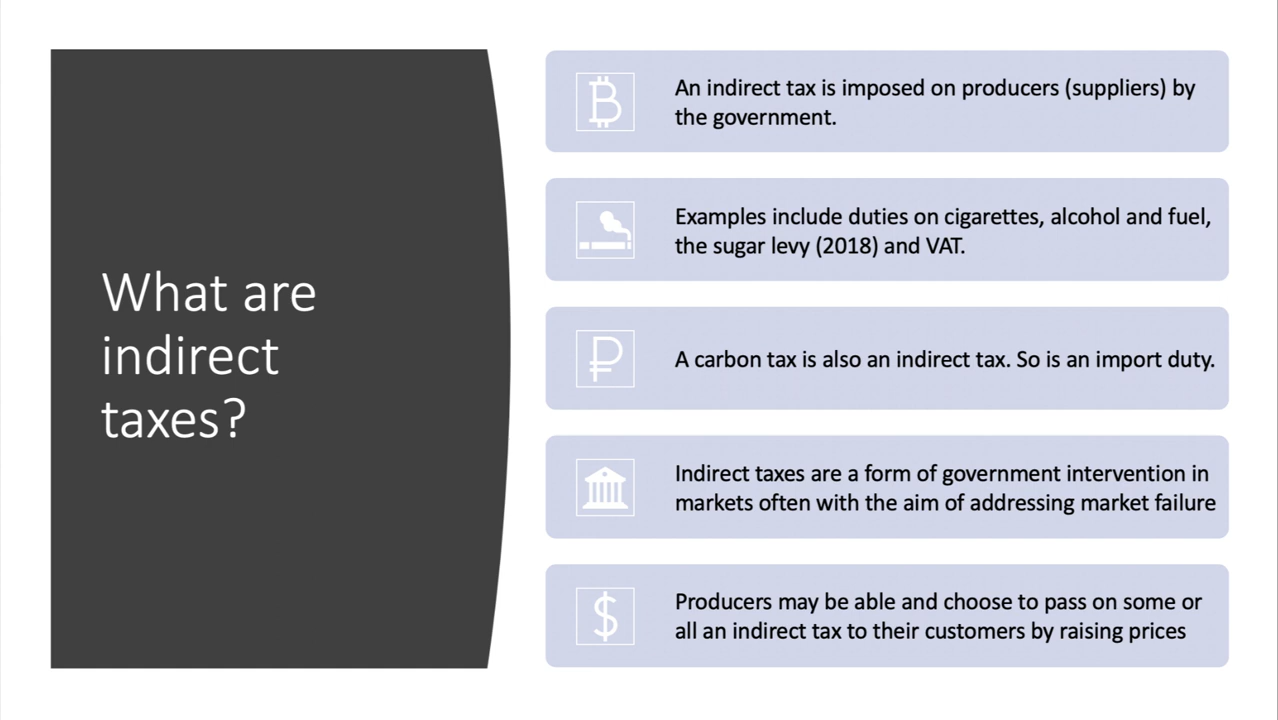 What are
indirect
taxes?
An indirect tax is imposed on producers (suppliers) by
the government.
Examples include duties on cigarettes, alcohol and fuel,
the sugar levy (2018) and VAT.
A carbon tax is also an indirect tax. So is an import duty.
Indirect taxes are a form of government intervention in
markets often with the aim of addressing market failure
Producers may be able and choose to pass on some or
all an indirect tax to their customers by raising prices